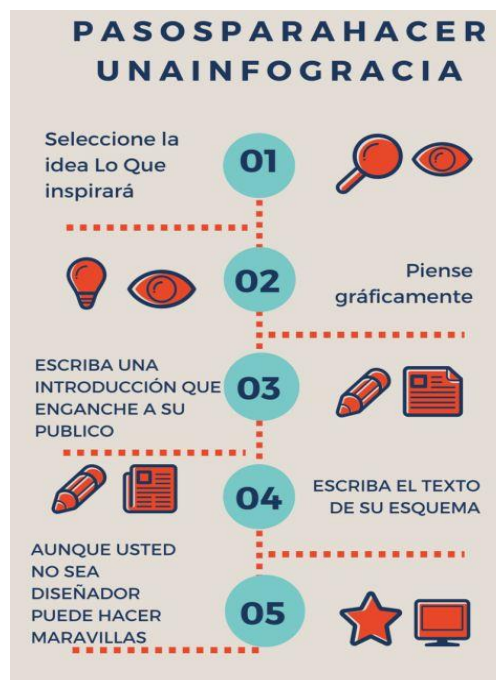 PASOSPARAHACER
UNAINFOGRACIA
Seleccione la
idea Lo Que
inspirará
01
02
Piense
gráficamente
ESCRIBA UNA
INTRODUCCIÓN QUE
ENGANCHE A SU
PUBLICO
03
04
ESCRIBA EL TEXTO
DE SU ESQUEMA
AUNQUE USTED
NO SEA
DISEÑADOR
PUEDE HACER
MARAVILLAS
05